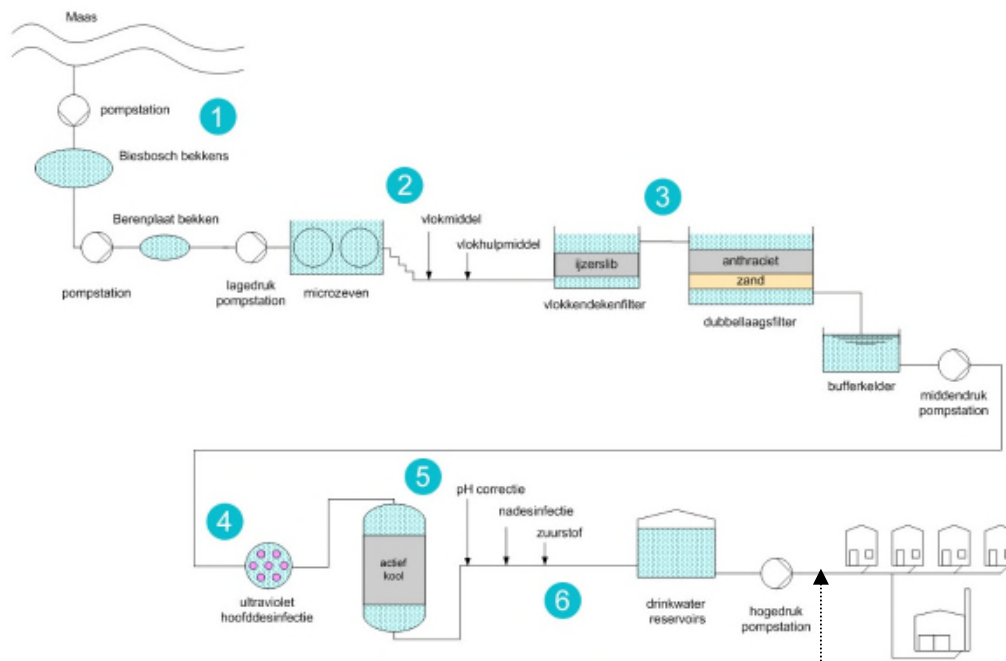 Maas
pompstation
1
Biesbosch bekkens
2
3
vlokmiddel
Berenplaat bekken
vlokhulpmiddel
ijzerslib
anthraciet
zand
pompstation
lagedruk
pompstation
microzeven
vlokkendekenfilter
dubbellaagsfilter
bufferkelder
middendruk
pompstation
4
5
pH correctie
nadesinfectie
zuurstof
actief
kool
6
ultraviolet
hoofddesinfectie
drinkwater
reservoirs
hogedruk
pompstation